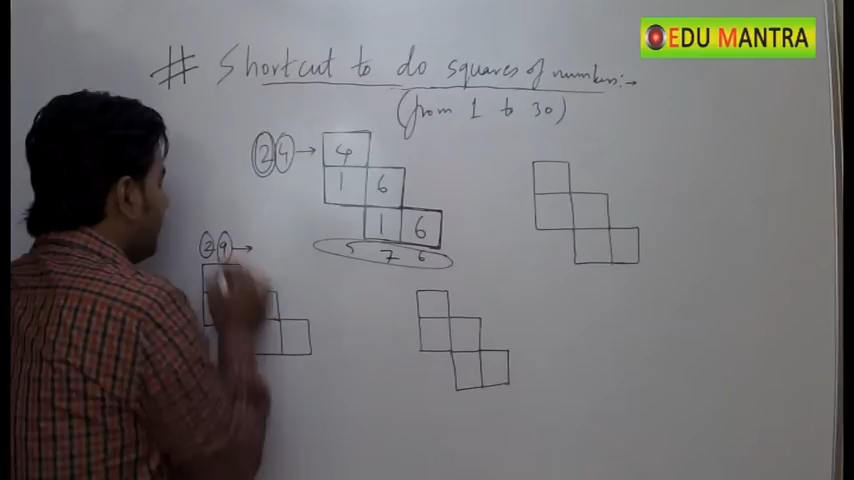 EDU MANTRA
# Shortcut to do squares of numbers:→
(from 1 to 30)
24 → 4
1 6
1 6
5 7 6
29 →